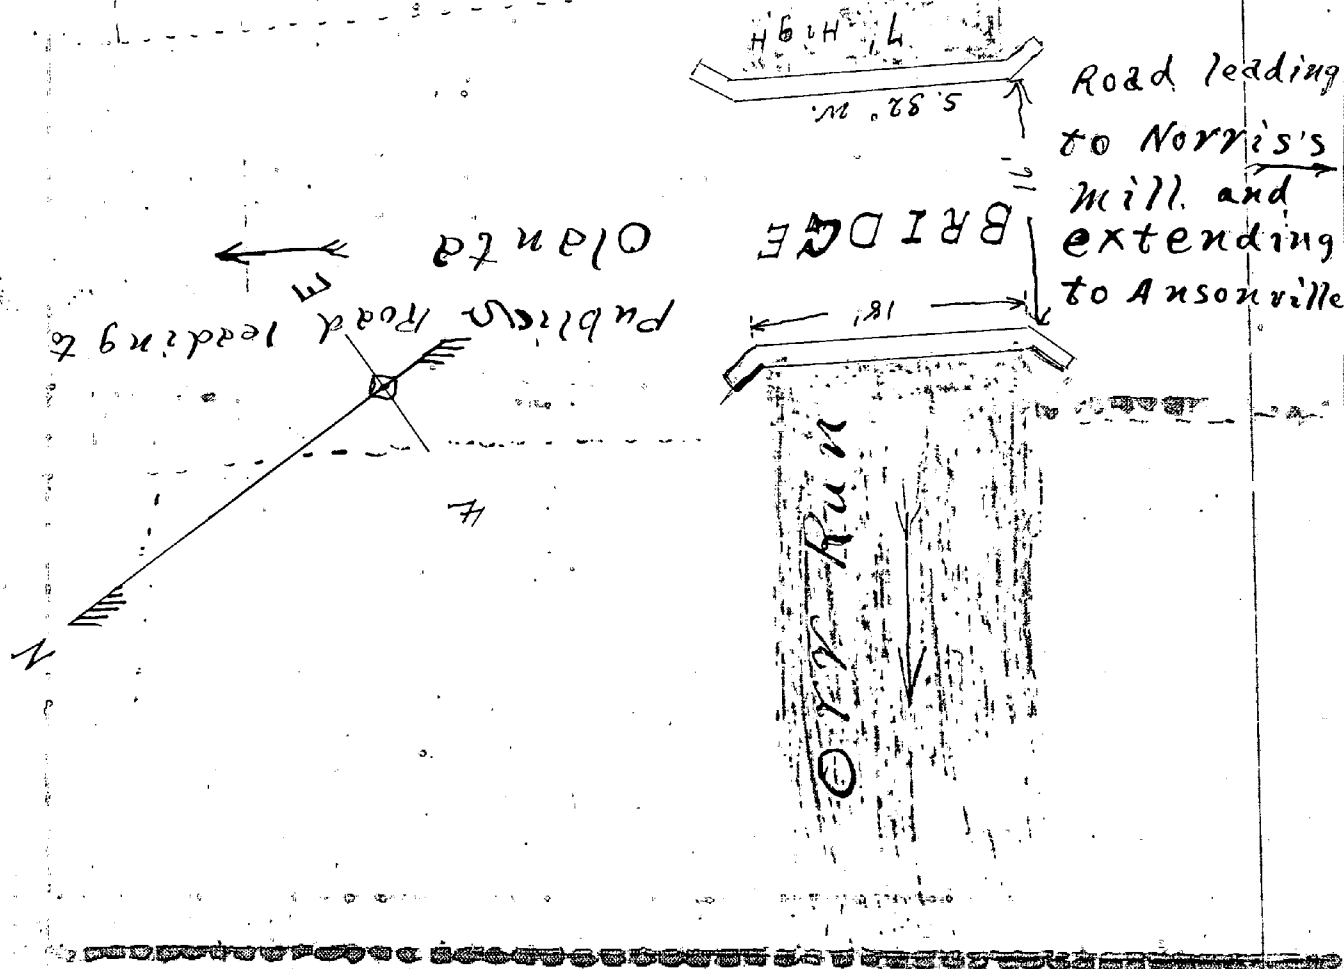 7' High
S. 82° W.
Road leading
to Norris's
Mill and
extending
to Ansonville
16'
BRIDGE
18'
Public Road leading to
Olanta
E
N
Orr Run